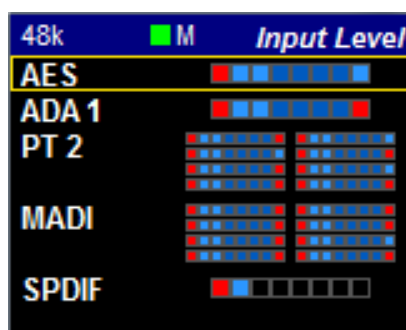 48k M Input Level
AES
ADA 1
PT 2
MADI
SPDIF